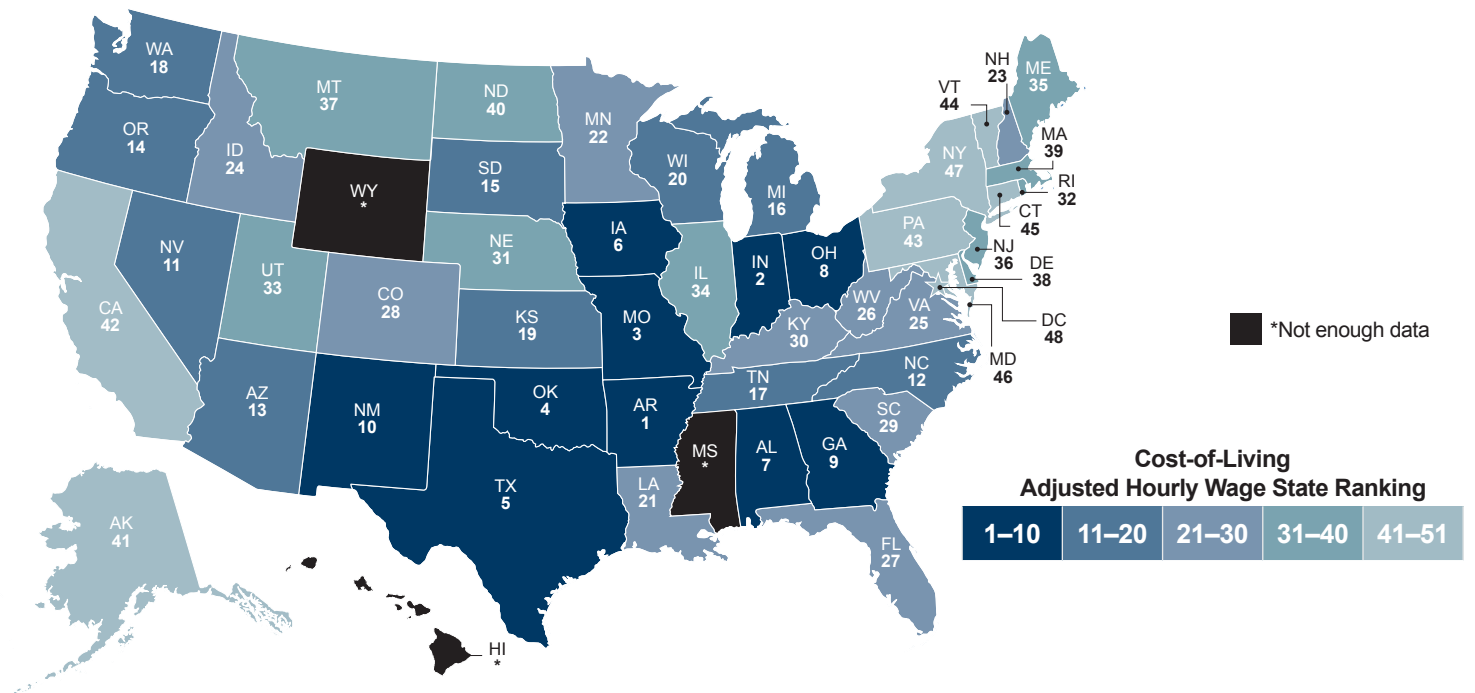 WA
18
OR
14
ID
24
MT
37
ND
40
MN
22
WI
20
MI
16
SD
15
WY
*
NV
11
UT
33
CA
42
CO
28
NE
31
IA
6
IL
34
IN
2
OH
8
PA
43
NY
47
VT
44
NH
23
ME
35
MA
39
RI
32
CT
45
NJ
36
DE
38
DC
48
MD
46
WV
26
VA
25
KY
30
KS
19
MO
3
AZ
13
NM
10
OK
4
AR
1
TN
17
NC
12
SC
29
MS
*
AL
7
GA
9
TX
5
LA
21
FL
27
AK
41
HI
*
*Not enough data
Cost-of-Living
Adjusted Hourly Wage State Ranking
1–10 11–20 21–30 31–40 41–51